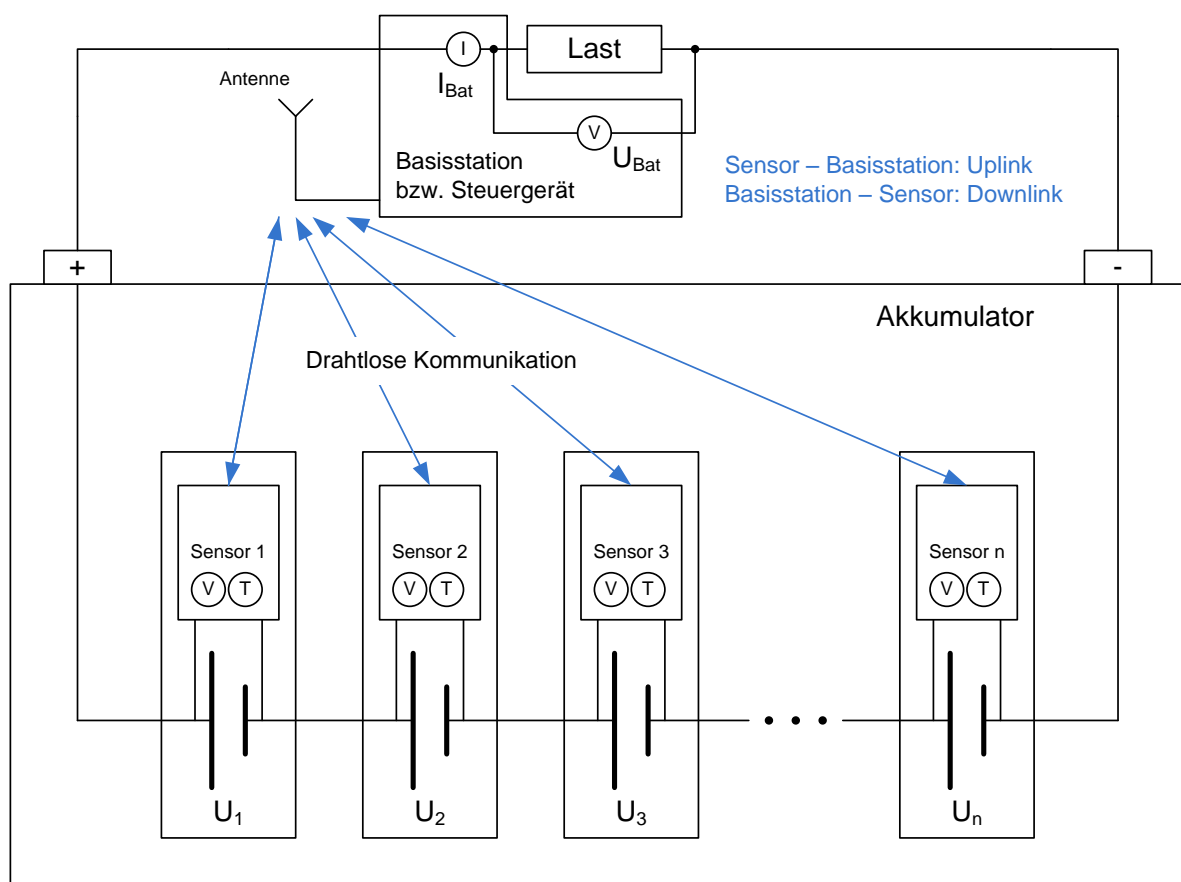 I
Last
I_Bat
Antenne
V
U_Bat
Basisstation
bzw. Steuergerät
Sensor – Basisstation: Uplink
Basisstation – Sensor: Downlink
+
-
Akkumulator
Drahtlose Kommunikation
Sensor 1
Sensor 2
Sensor 3
Sensor n
V T
V T
V T
V T
U₁
U₂
U₃
Uₙ